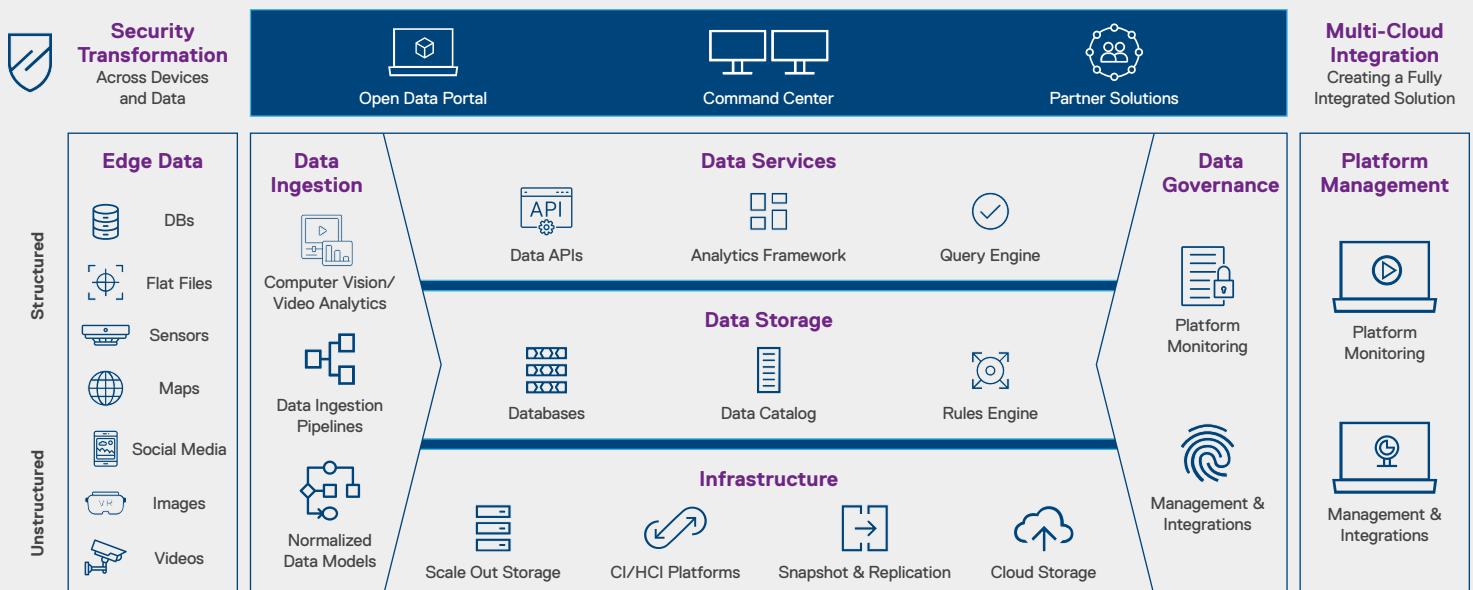 Security
Transformation
Across Devices
and Data
Open Data Portal
Command Center
Partner Solutions
Multi-Cloud
Integration
Creating a Fully
Integrated Solution
Structured
Unstructured
Edge Data
DBs
Flat Files
Sensors
Maps
Social Media
VR
Images
Videos
Data
Ingestion
Computer Vision/
Video Analytics
Data Ingestion
Pipelines
Normalized
Data Models
Data Services
API
Data APIs
Analytics Framework
Query Engine
Data Storage
Databases
Data Catalog
Rules Engine
Infrastructure
Scale Out Storage
CI/HCI Platforms
Snapshot & Replication
Cloud Storage
Data
Governance
Platform
Monitoring
Management &
Integrations
Platform
Management
Platform
Monitoring
Management &
Integrations